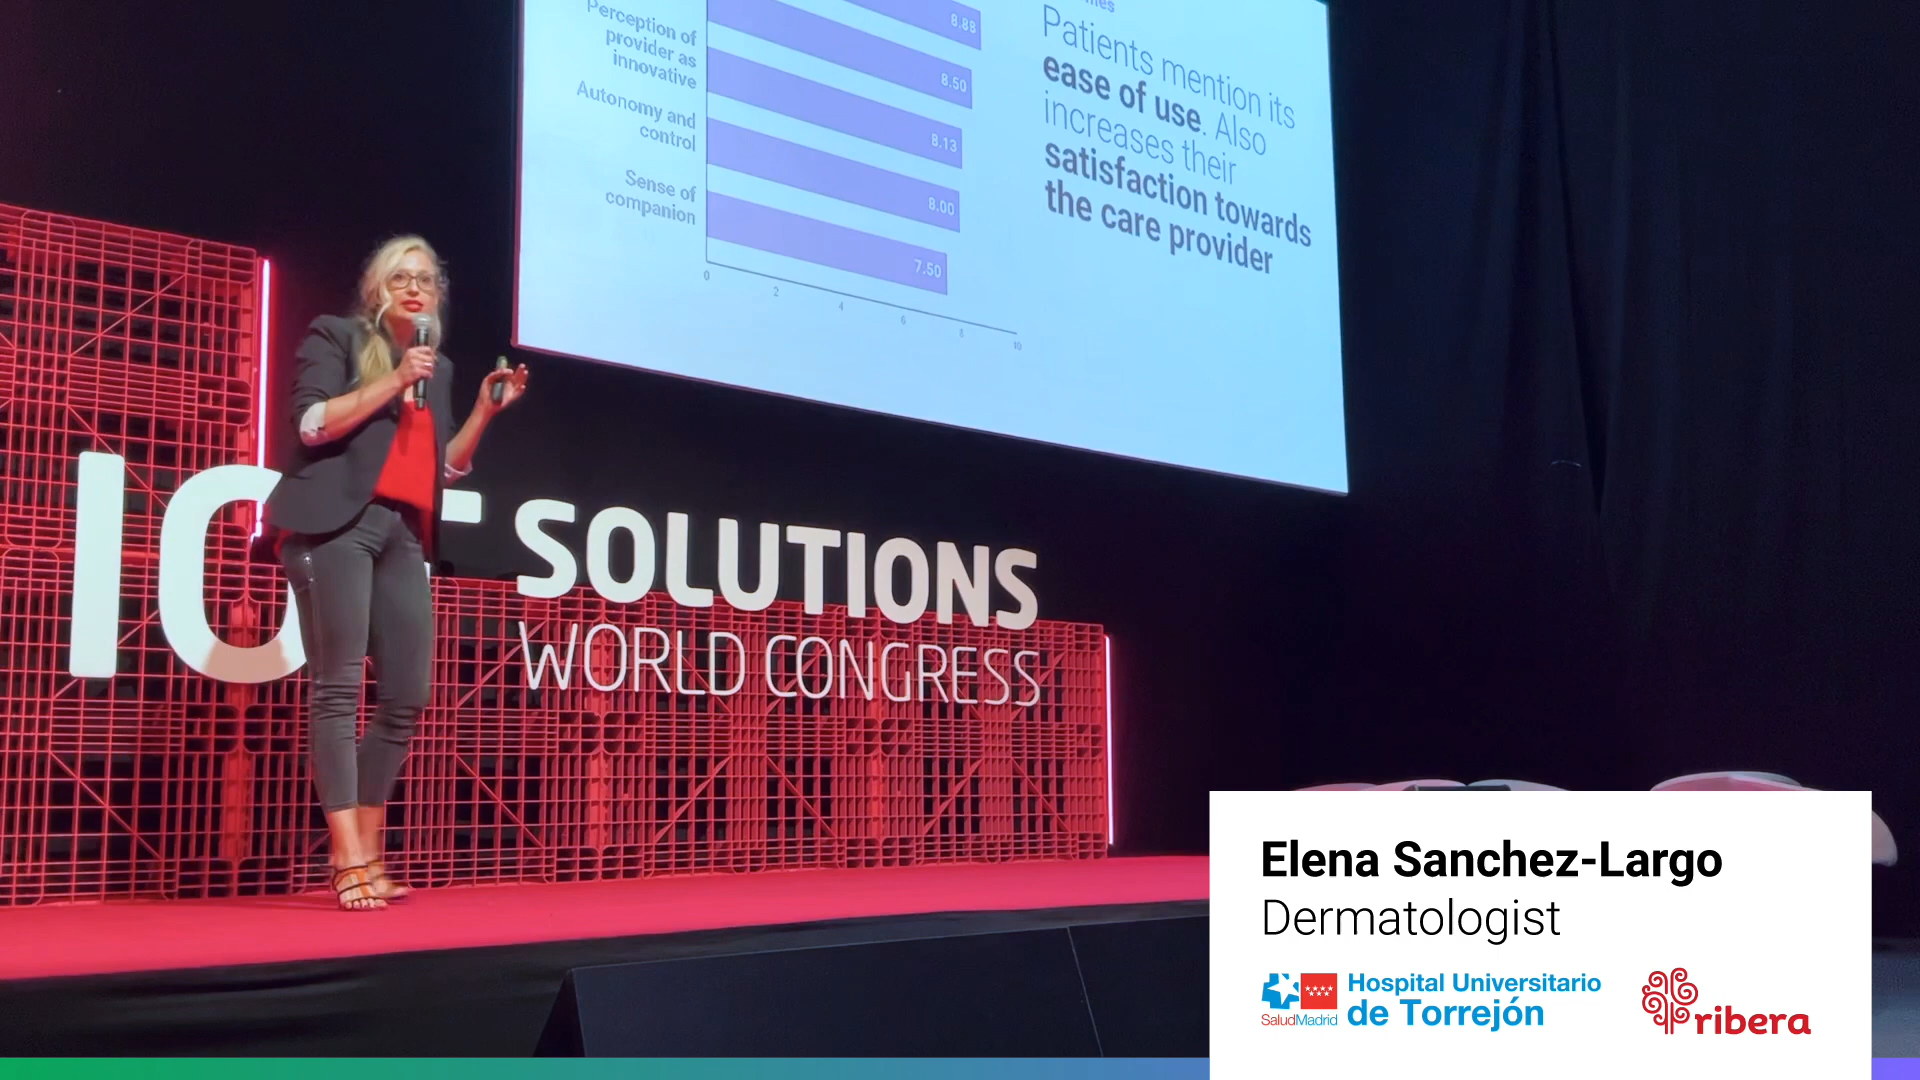 8.88
Perception of
provider as
innovative
8.50
Autonomy and
control
8.13
8.00
Sense of
companion
7.50
0
2
4
6
8
10
Patients mention its
ease of use. Also
increases their
satisfaction towards
the care provider
SOLUTIONS
WORLD CONGRESS
Elena Sanchez-Largo
Dermatologist
SaludMadrid
Hospital Universitario
de Torrejón
ribera